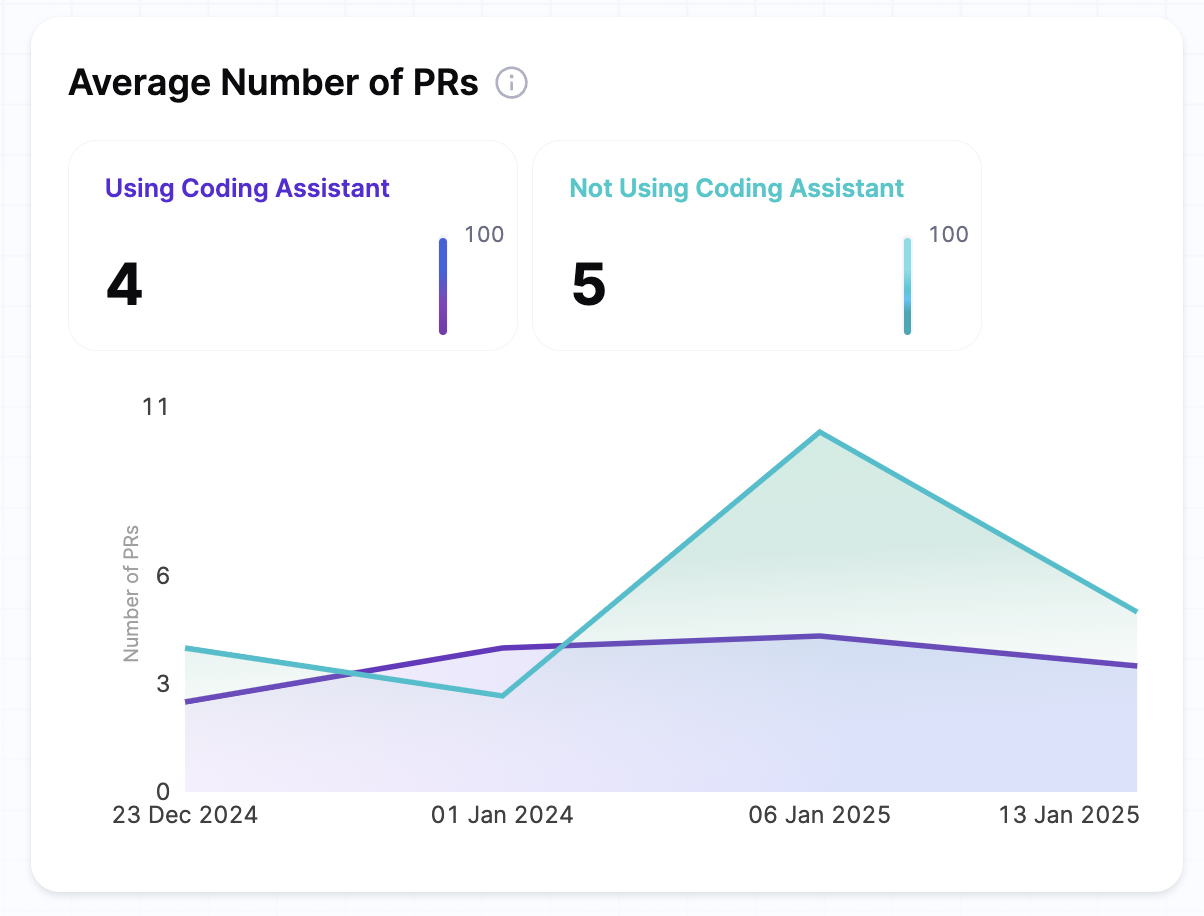 Average Number of PRs
Using Coding Assistant
100
4
Not Using Coding Assistant
100
5
11
6
3
0
Number of PRs
23 Dec 2024
01 Jan 2024
06 Jan 2025
13 Jan 2025